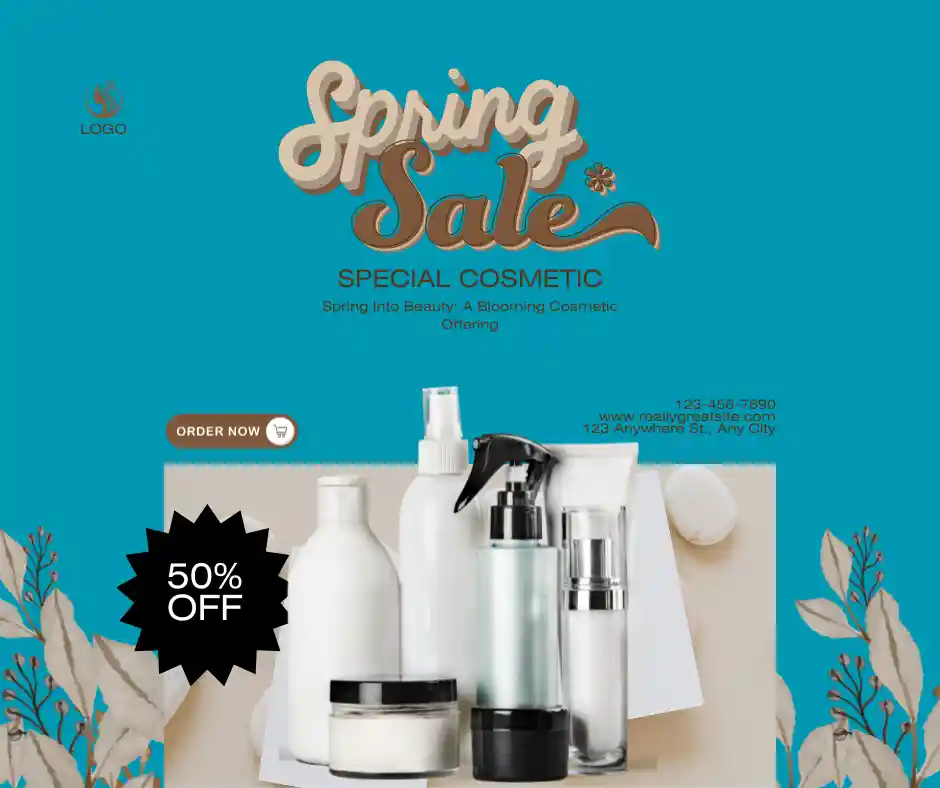 LOGO
Spring
Sale
SPECIAL COSMETIC
Spring Into Beauty: A Blooming Cosmetic
Offering
123-456-7890
www.reallygreatsite.com
123 Anywhere St., Any City
ORDER NOW
50%
OFF